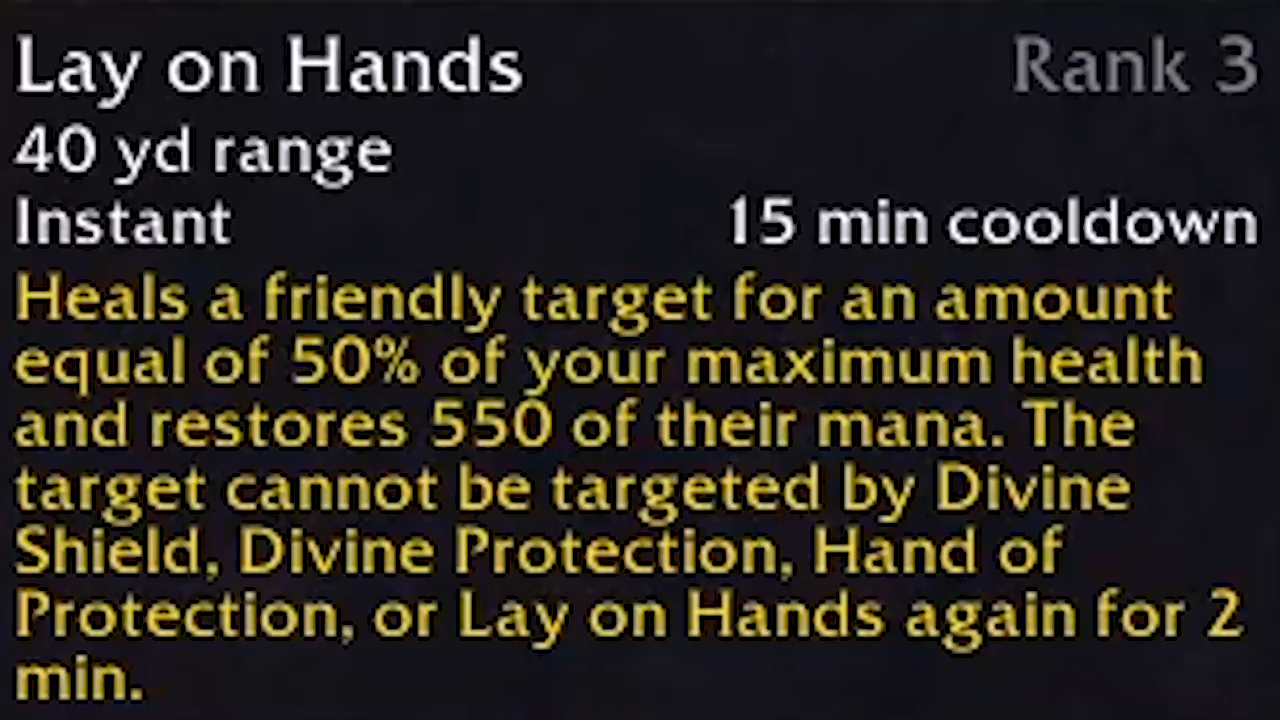 Lay on Hands Rank 3
40 yd range
Instant 15 min cooldown
Heals a friendly target for an amount
equal of 50% of your maximum health
and restores 550 of their mana. The
target cannot be targeted by Divine
Shield, Divine Protection, Hand of
Protection, or Lay on Hands again for 2
min.